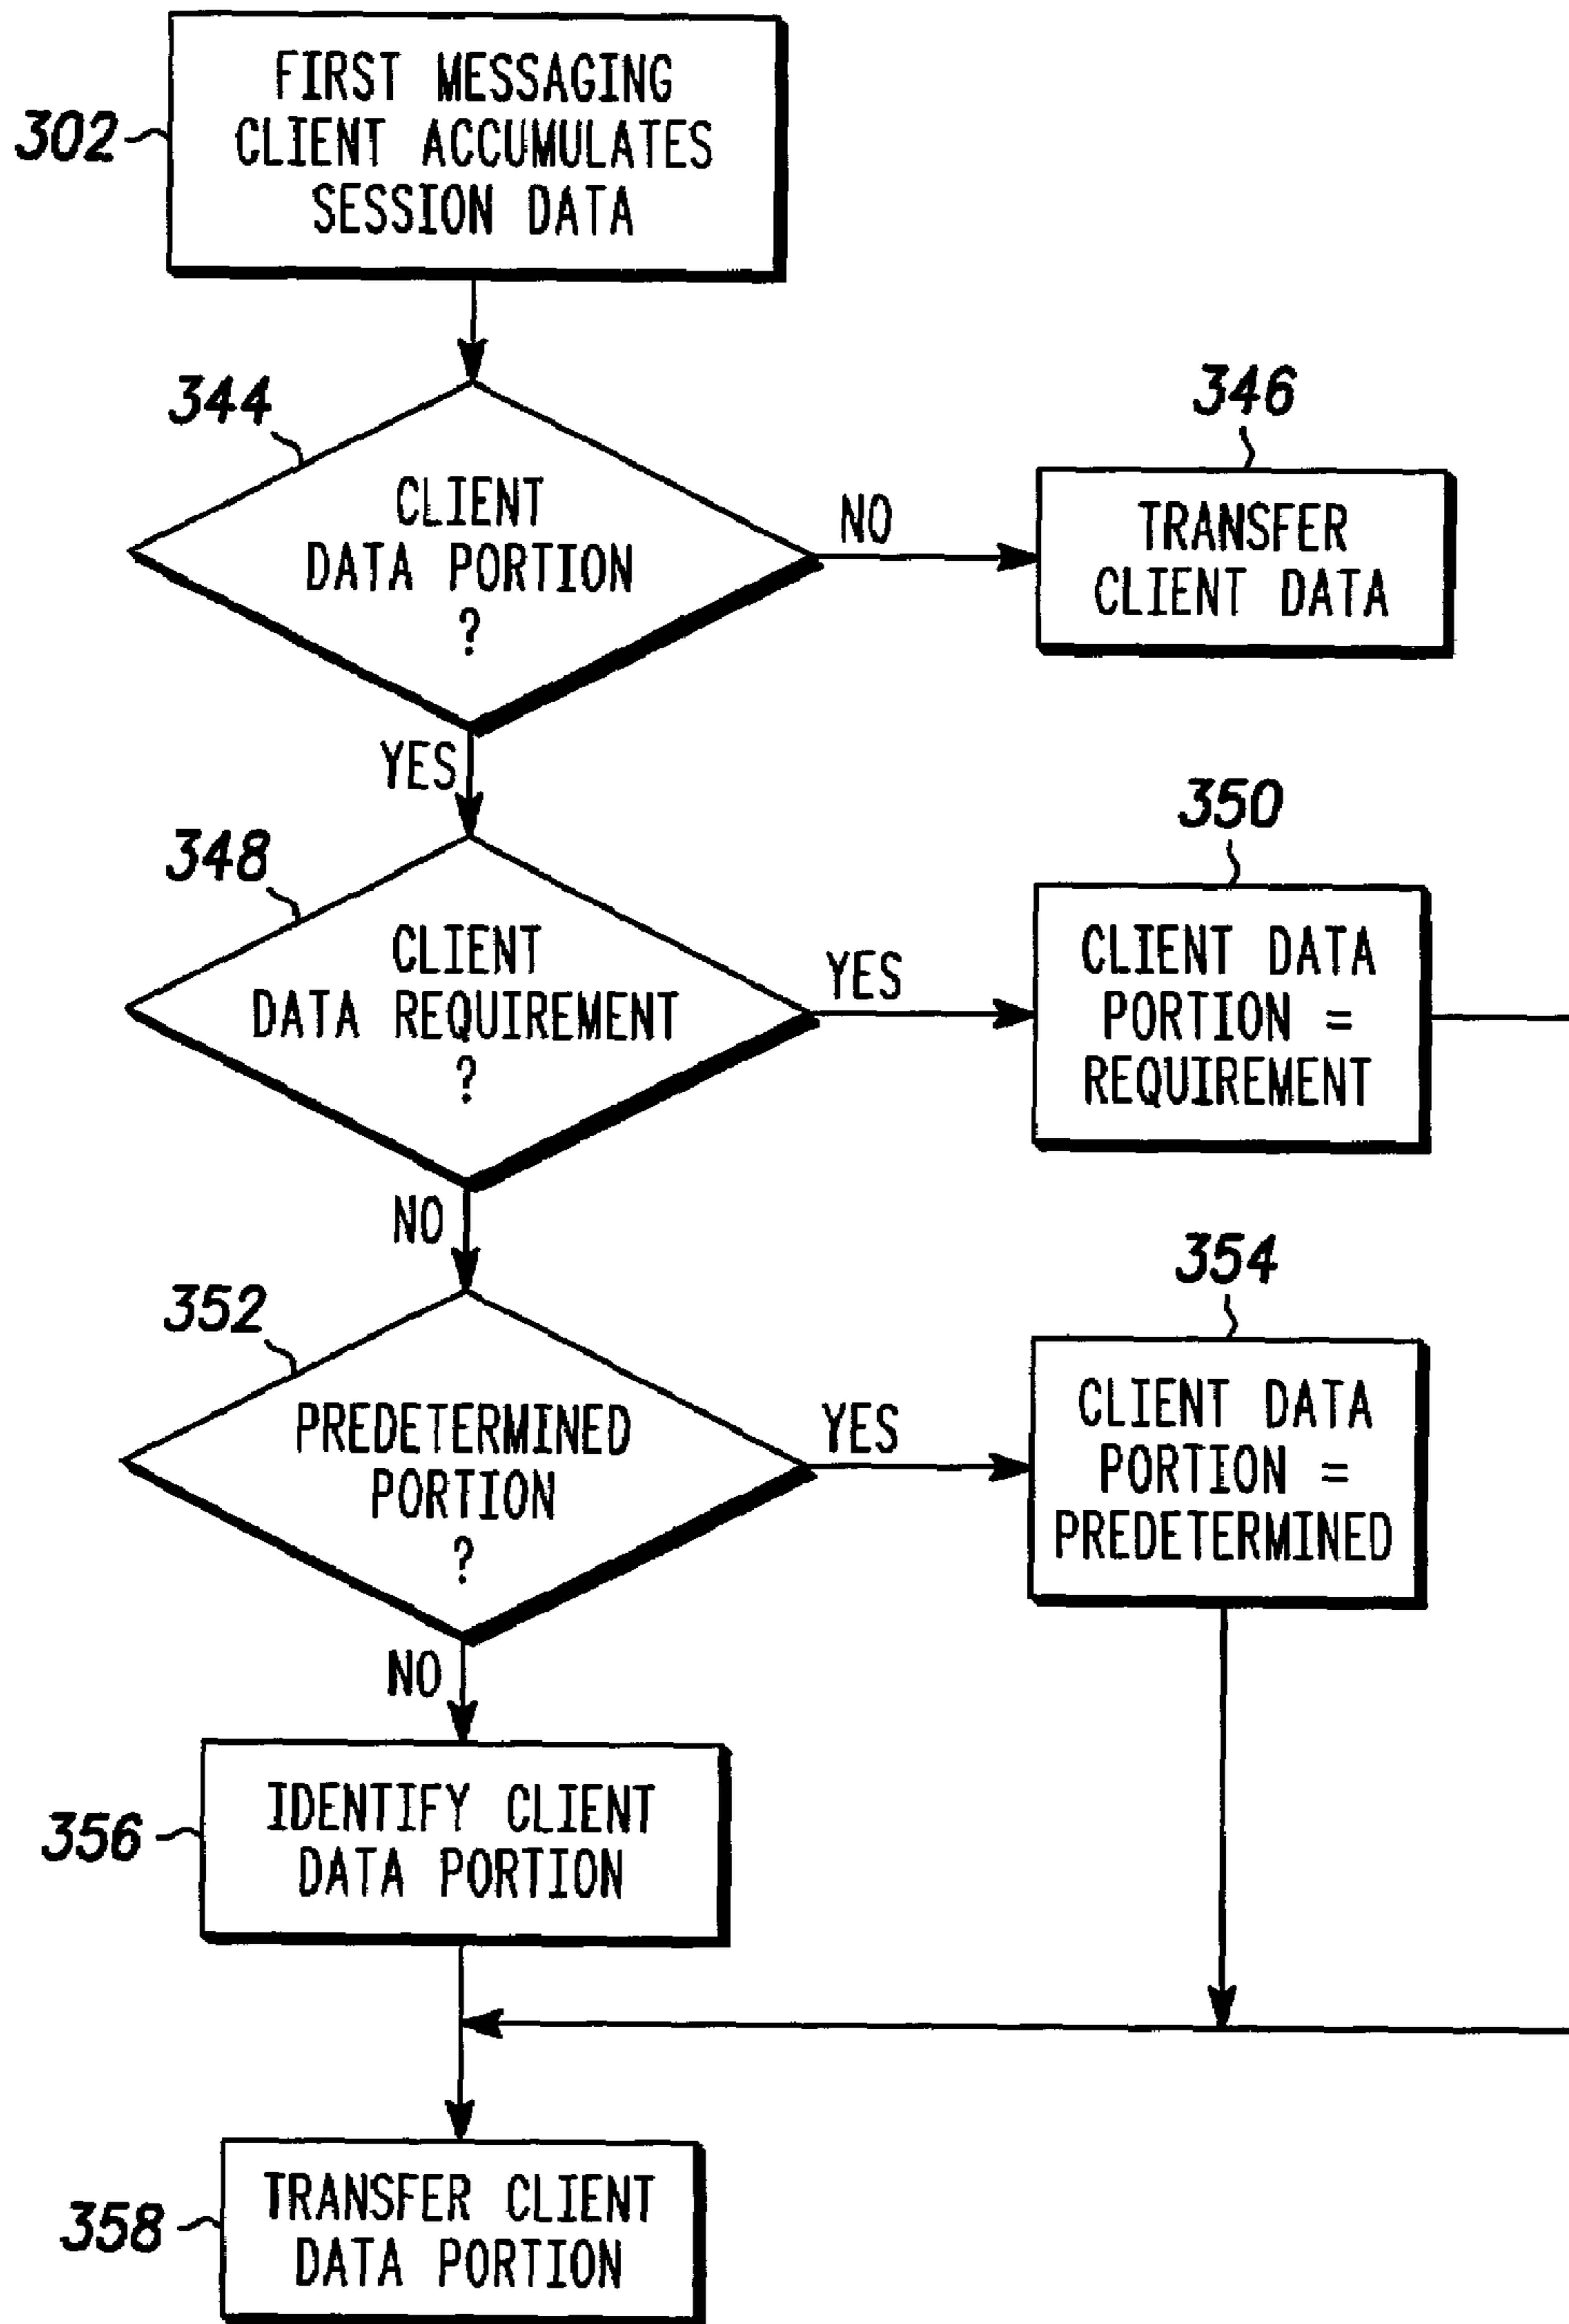 302
FIRST MESSAGING
CLIENT ACCUMULATES
SESSION DATA
344
CLIENT
DATA PORTION
?
NO
346
TRANSFER
CLIENT DATA
YES
348
CLIENT
DATA REQUIREMENT
?
YES
350
CLIENT DATA
PORTION =
REQUIREMENT
NO
352
PREDETERMINED
PORTION
?
YES
354
CLIENT DATA
PORTION =
PREDETERMINED
NO
356
IDENTIFY CLIENT
DATA PORTION
358
TRANSFER CLIENT
DATA PORTION